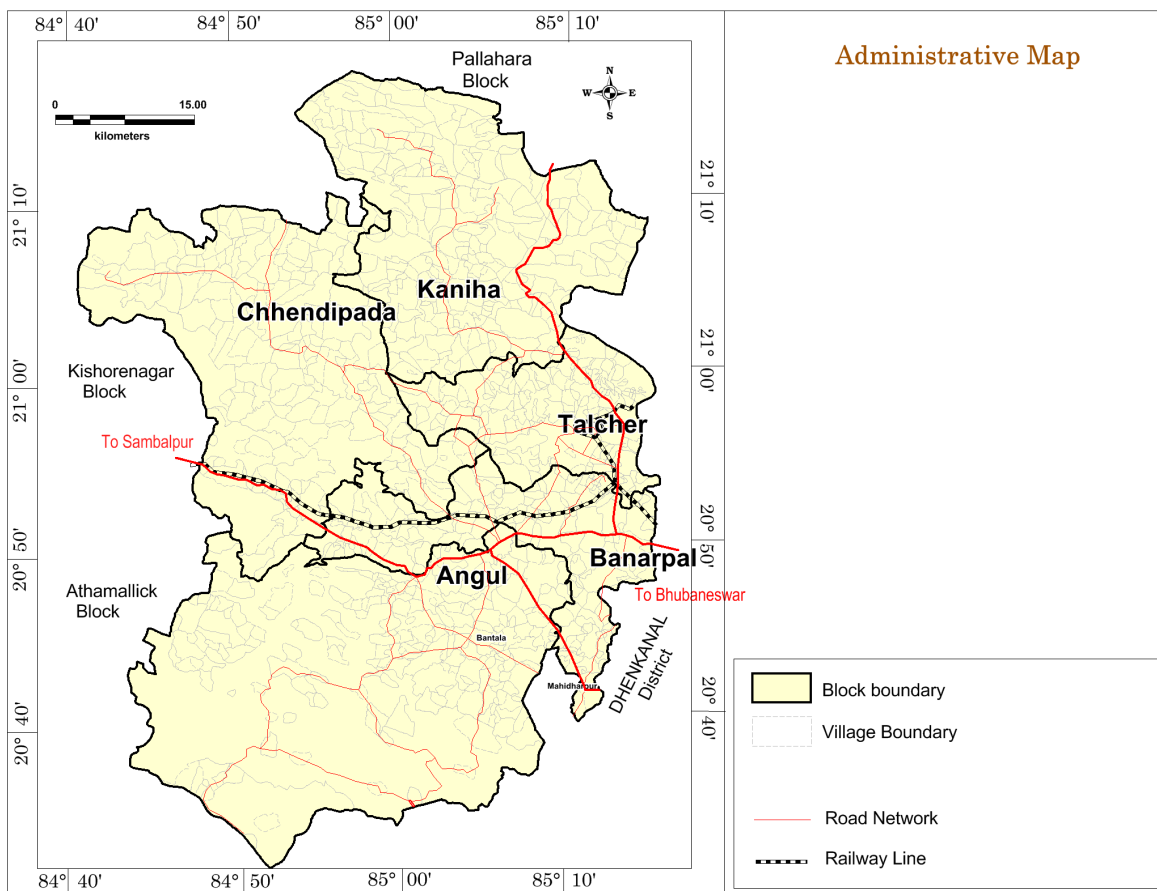 84° 40'
84° 50'
85° 00'
85° 10'
Administrative Map
Pallahara
Block
N
W E
S
0 15.00
kilometers
21° 10'
21° 10'
Kaniha
Chhendipada
Kishorenagar
Block
21° 00'
21° 00'
Talcher
To Sambalpur
20° 50'
20° 50'
Banarpal
Angul
Athamallick
Block
To Bhubaneswar
Bantala
Mahidharpur
DHENKANAL
District
20° 40'
20° 40'
Block boundary
Village Boundary
Road Network
Railway Line
84° 40'
84° 50'
85° 00'
85° 10'